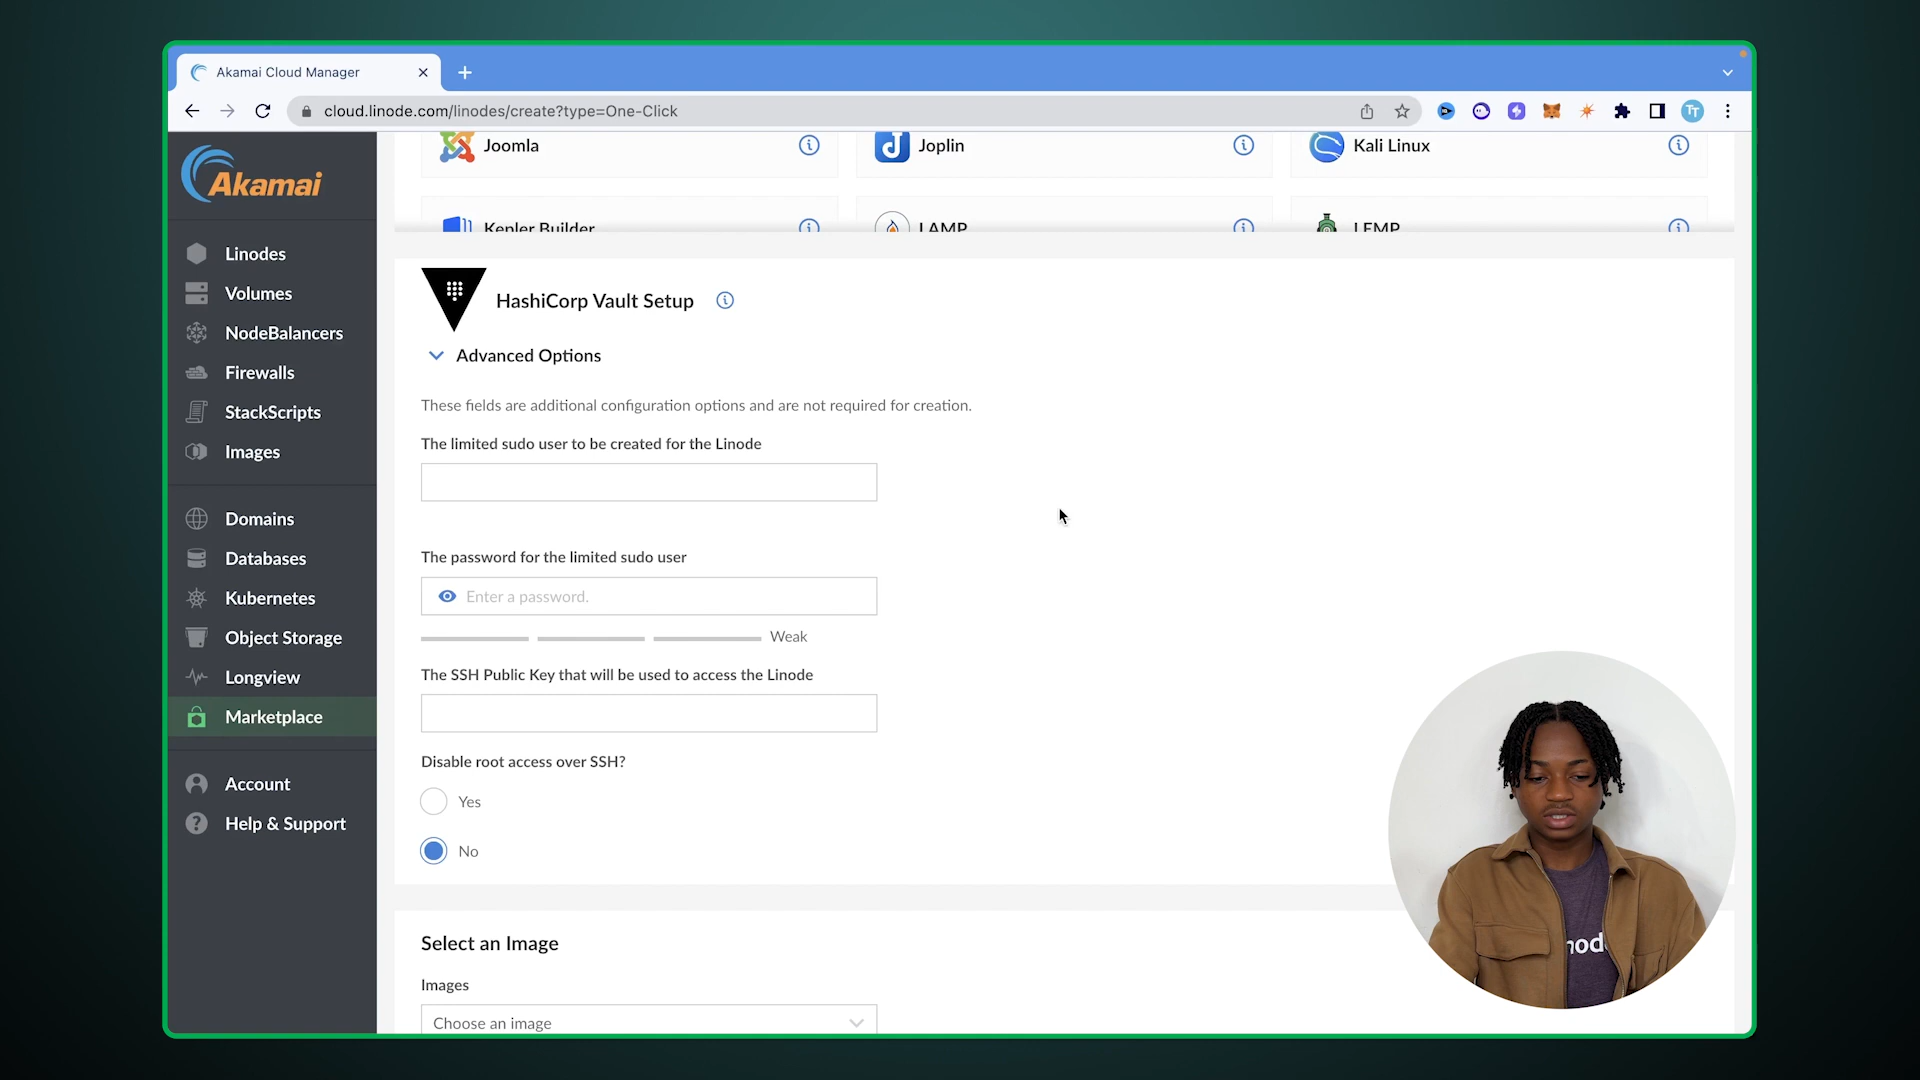 Akamai Cloud Manager
cloud.linode.com/linodes/create?type=One-Click
TT
Akamai
Joomla
Joplin
Kali Linux
Kepler Builder
LAMP
LEMP
Linodes
Volumes
NodeBalancers
Firewalls
StackScripts
Images
Domains
Databases
Kubernetes
Object Storage
Longview
Marketplace
Account
Help & Support
HashiCorp Vault Setup
Advanced Options
These fields are additional configuration options and are not required for creation.
The limited sudo user to be created for the Linode
The password for the limited sudo user
Enter a password.
Weak
The SSH Public Key that will be used to access the Linode
Disable root access over SSH?
Yes
No
Select an Image
Images
Choose an image